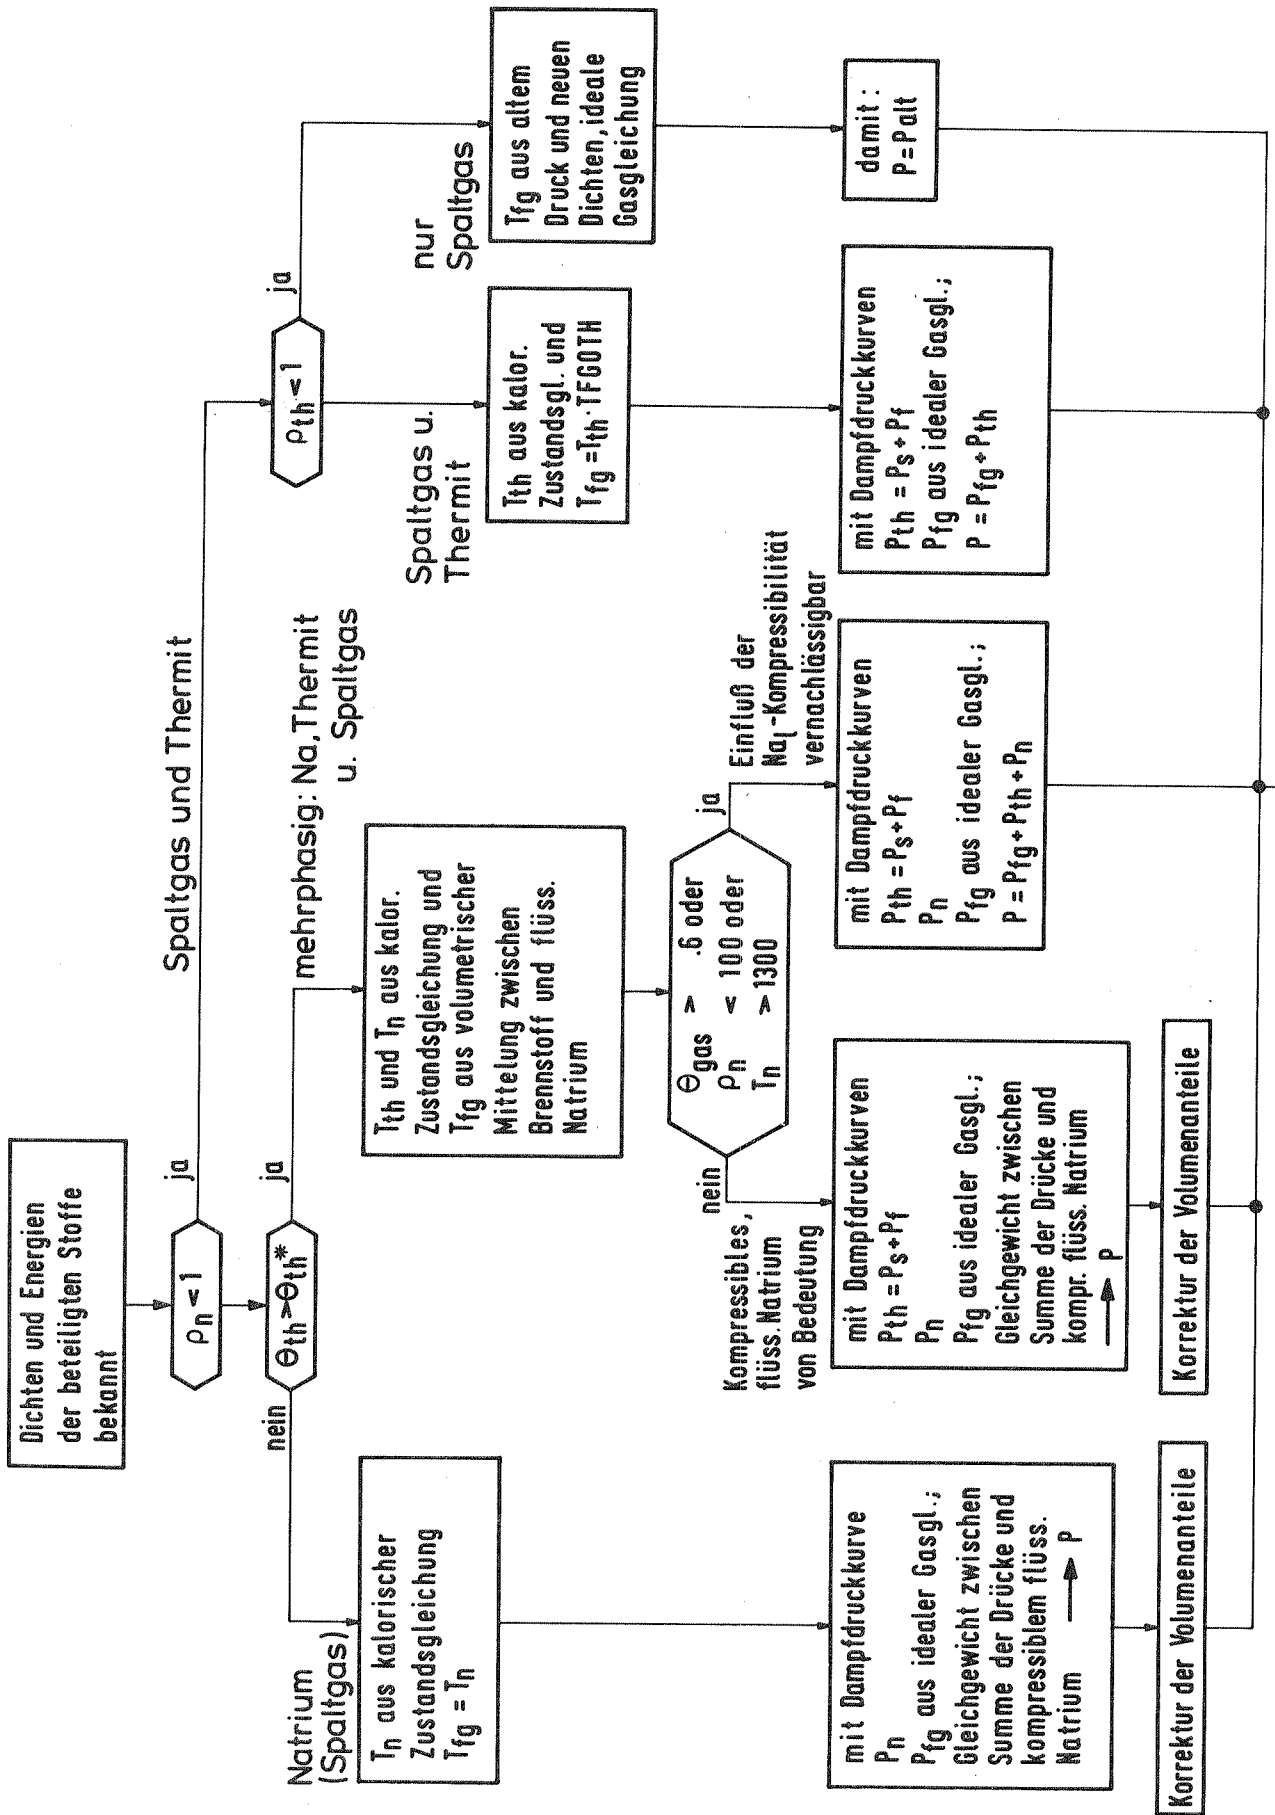 Dichten und Energien
der beteiligten Stoffe
bekannt
ρn < 1
ja
Spaltgas und Thermit
Θth > Θth*
nein
ja
Natrium
(Spaltgas)
mehrphasig: Na, Thermit
u. Spaltgas
ρth < 1
ja
Spaltgas u.
Thermit
nur
Spaltgas
Tn aus kalorischer
Zustandsgleichung
Tfg = Tn
Tth und Tn aus kalor.
Zustandsgleichung und
Tfg aus volumetrischer
Mittelung zwischen
Brennstoff und flüss.
Natrium
Tth aus kalor.
Zustandsgl. und
Tfg = Tth · TFGOTH
Tfg aus altem
Druck und neuen
Dichten, ideale
Gasgleichung
Θgas > .6 oder
ρn < 100 oder
Tn > 1300
nein
ja
Kompressibles,
flüss. Natrium
von Bedeutung
Einfluß der
Nal-Kompressibilität
vernachlässigbar
mit Dampfdruckkurve
Pn
Pfg aus idealer Gasgl.;
Gleichgewicht zwischen
Summe der Drücke und
kompressiblem flüss.
Natrium → P
mit Dampfdruckkurven
Pth = Ps + Pf
Pn
Pfg aus idealer Gasgl.;
Gleichgewicht zwischen
Summe der Drücke und
kompr. flüss. Natrium
→ P
mit Dampfdruckkurven
Pth = Ps + Pf
Pn
Pfg aus idealer Gasgl.;
P = Pfg + Pth + Pn
mit Dampfdruckkurven
Pth = Ps + Pf
Pfg aus idealer Gasgl.;
P = Pfg + Pth
damit:
P = Palt
Korrektur der Volumenanteile
Korrektur der Volumenanteile